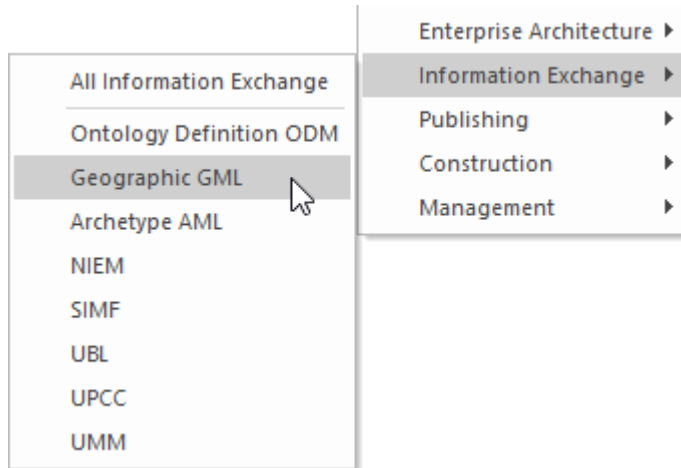 Enterprise Architecture
Information Exchange
Publishing
Construction
Management
All Information Exchange
Ontology Definition ODM
Geographic GML
Archetype AML
NIEM
SIMF
UBL
UPCC
UMM